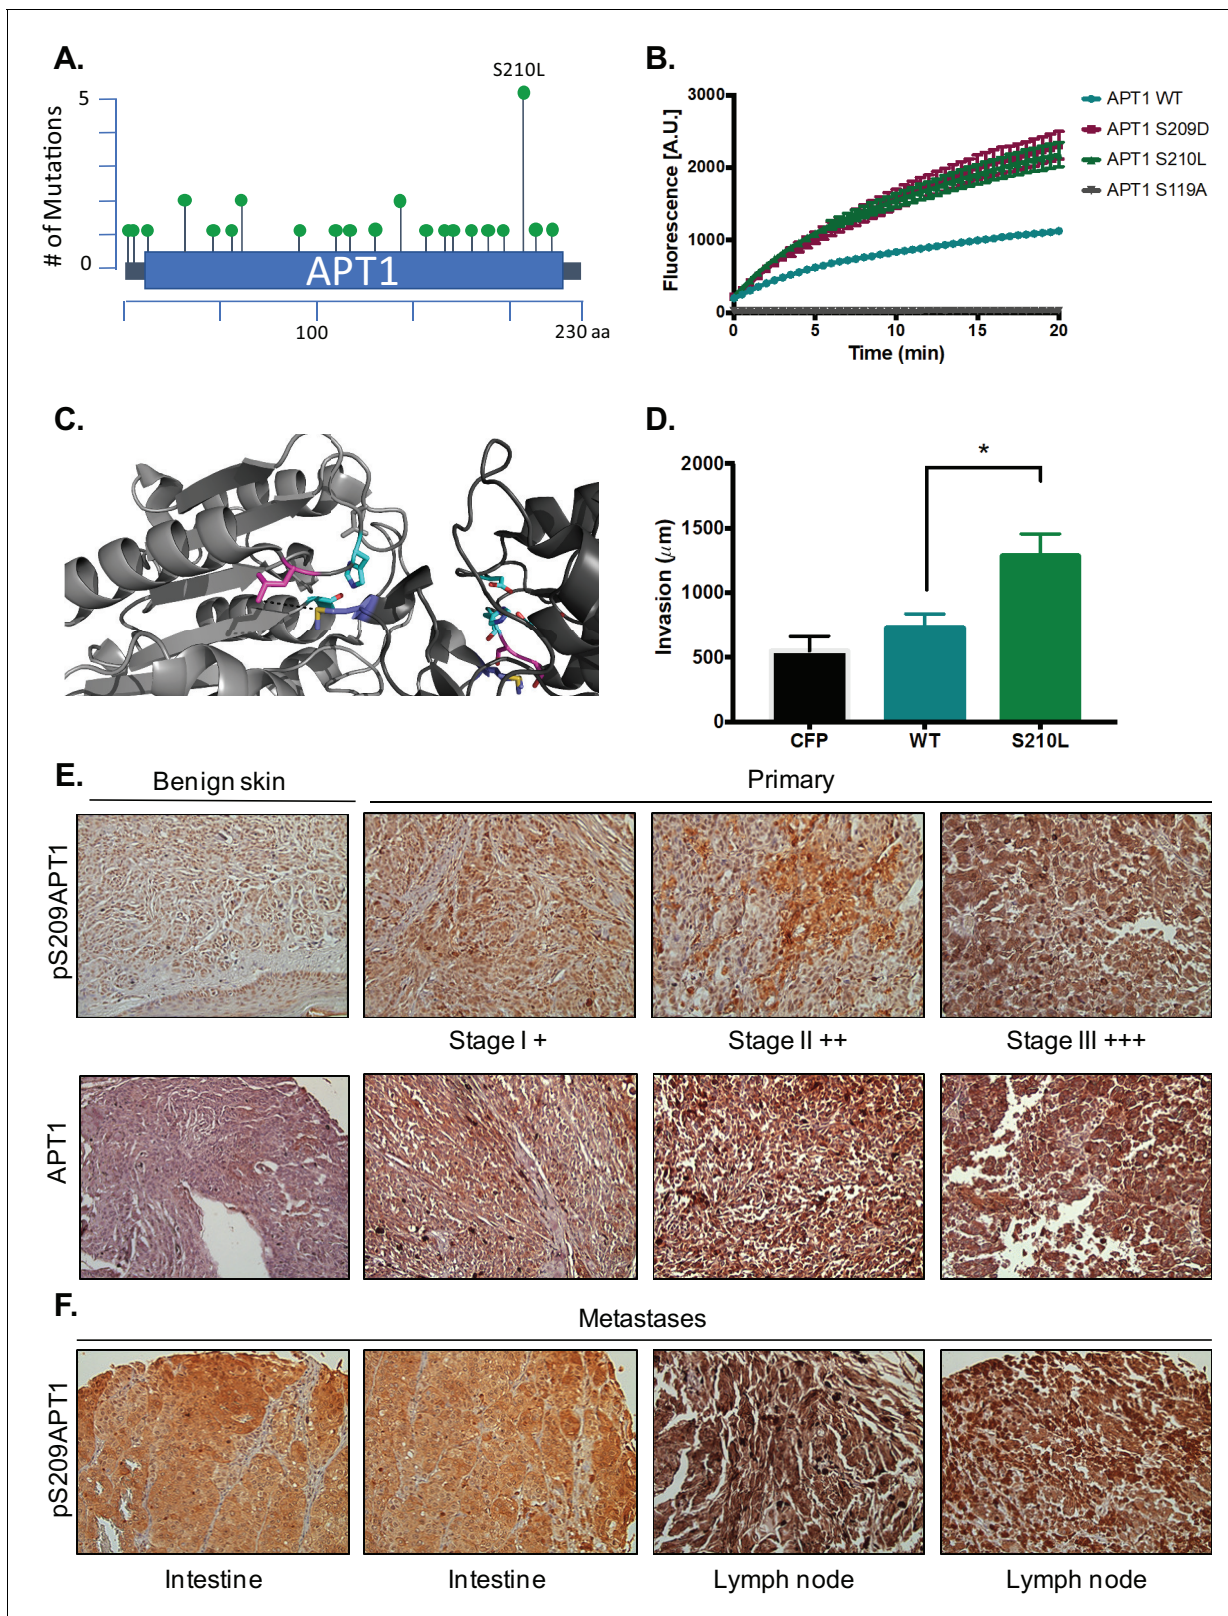 A.
S210L
5
0
# of Mutations
APT1
100
230 aa
B.
3000
2000
1000
0
Fluorescence [A.U.]
0 5 10 15 20
Time (min)
APT1 WT
APT1 S209D
APT1 S210L
APT1 S119A
C.
D.
2000
1500
1000
500
0
Invasion (μm)
*
CFP WT S210L
E.
Benign skin Primary
pS209APT1
Stage I + Stage II ++ Stage III +++
APT1
F.
Metastases
pS209APT1
Intestine Intestine Lymph node Lymph node